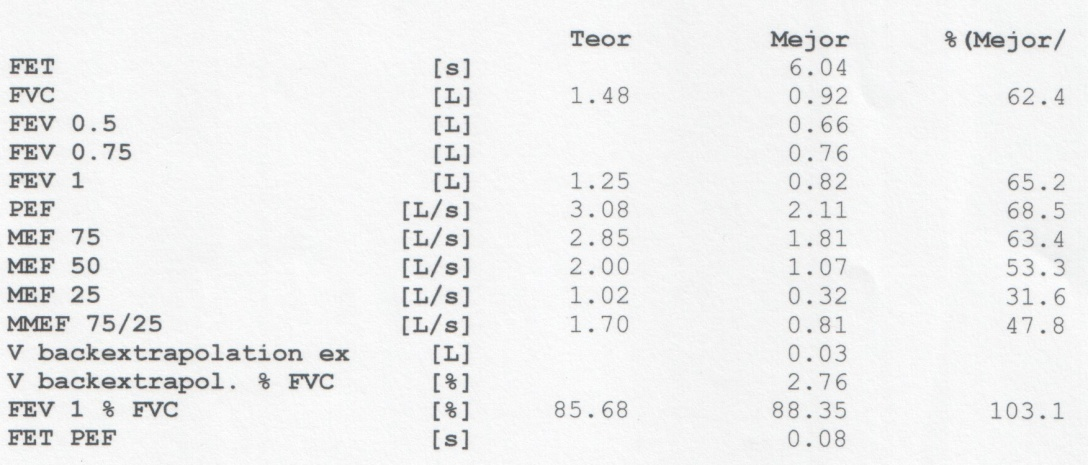 Teor Mejor %(Mejor/
FET [s] 6.04
FVC [L] 1.48 0.92 62.4
FEV 0.5 [L] 0.66
FEV 0.75 [L] 0.76
FEV 1 [L] 1.25 0.82 65.2
PEF [L/s] 3.08 2.11 68.5
MEF 75 [L/s] 2.85 1.81 63.4
MEF 50 [L/s] 2.00 1.07 53.3
MEF 25 [L/s] 1.02 0.32 31.6
MMEF 75/25 [L/s] 1.70 0.81 47.8
V backextrapolation ex [L] 0.03
V backextrapol. % FVC [%] 2.76
FEV 1 % FVC [%] 85.68 88.35 103.1
FET PEF [s] 0.08